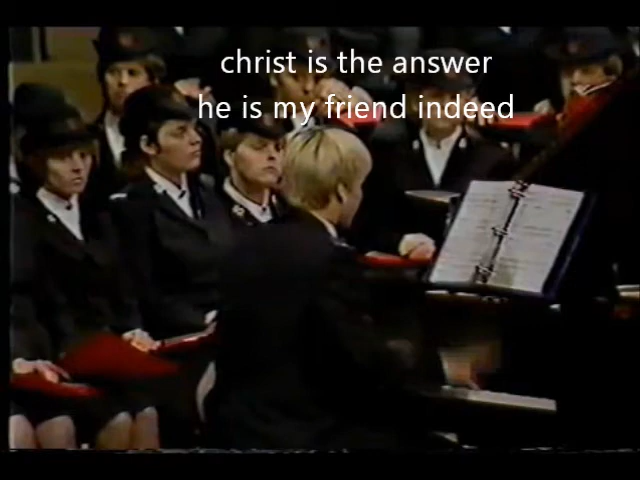 christ is the answer
he is my friend indeed